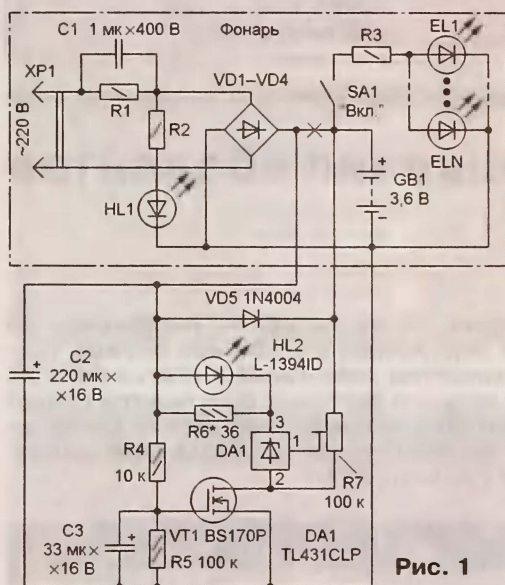 C1 1 мк×400 В
Фонарь
R3
EL1
XP1
R1
VD1–VD4
SA1
"Вкл."
~220 В
R2
ELN
HL1
GB1
3,6 В
VD5 1N4004
HL2
L-1394ID
C2
220 мк×
×16 В
R6* 36
3
DA1
1
2
R4
10 к
R7
100 к
C3
33 мк×
×16 В
VT1 BS170P
R5 100 к
DA1
TL431CLP
Рис. 1